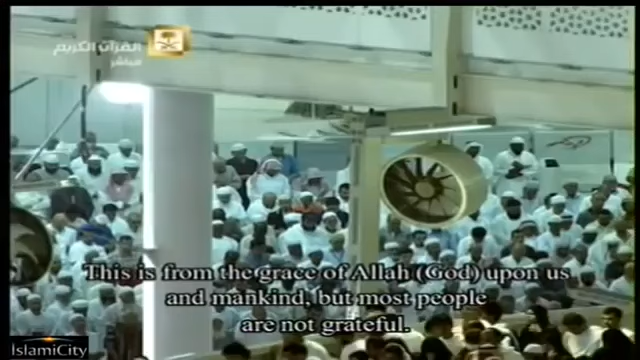 القرآن الكريم
مباشر
This is from the grace of Allah (God) upon us
and mankind, but most people
are not grateful.
IslamiCity